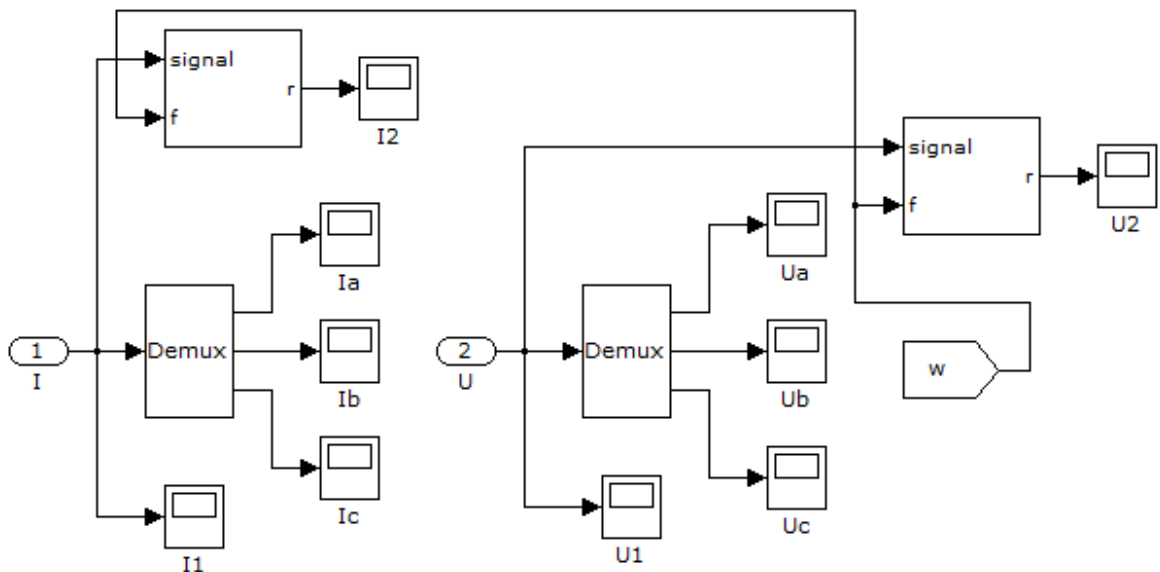 signal
r
f
I2
signal
r
f
U2
Ia
Ua
1
Demux
I
Ib
2
Demux
U
Ub
w
Ic
Uc
I1
U1